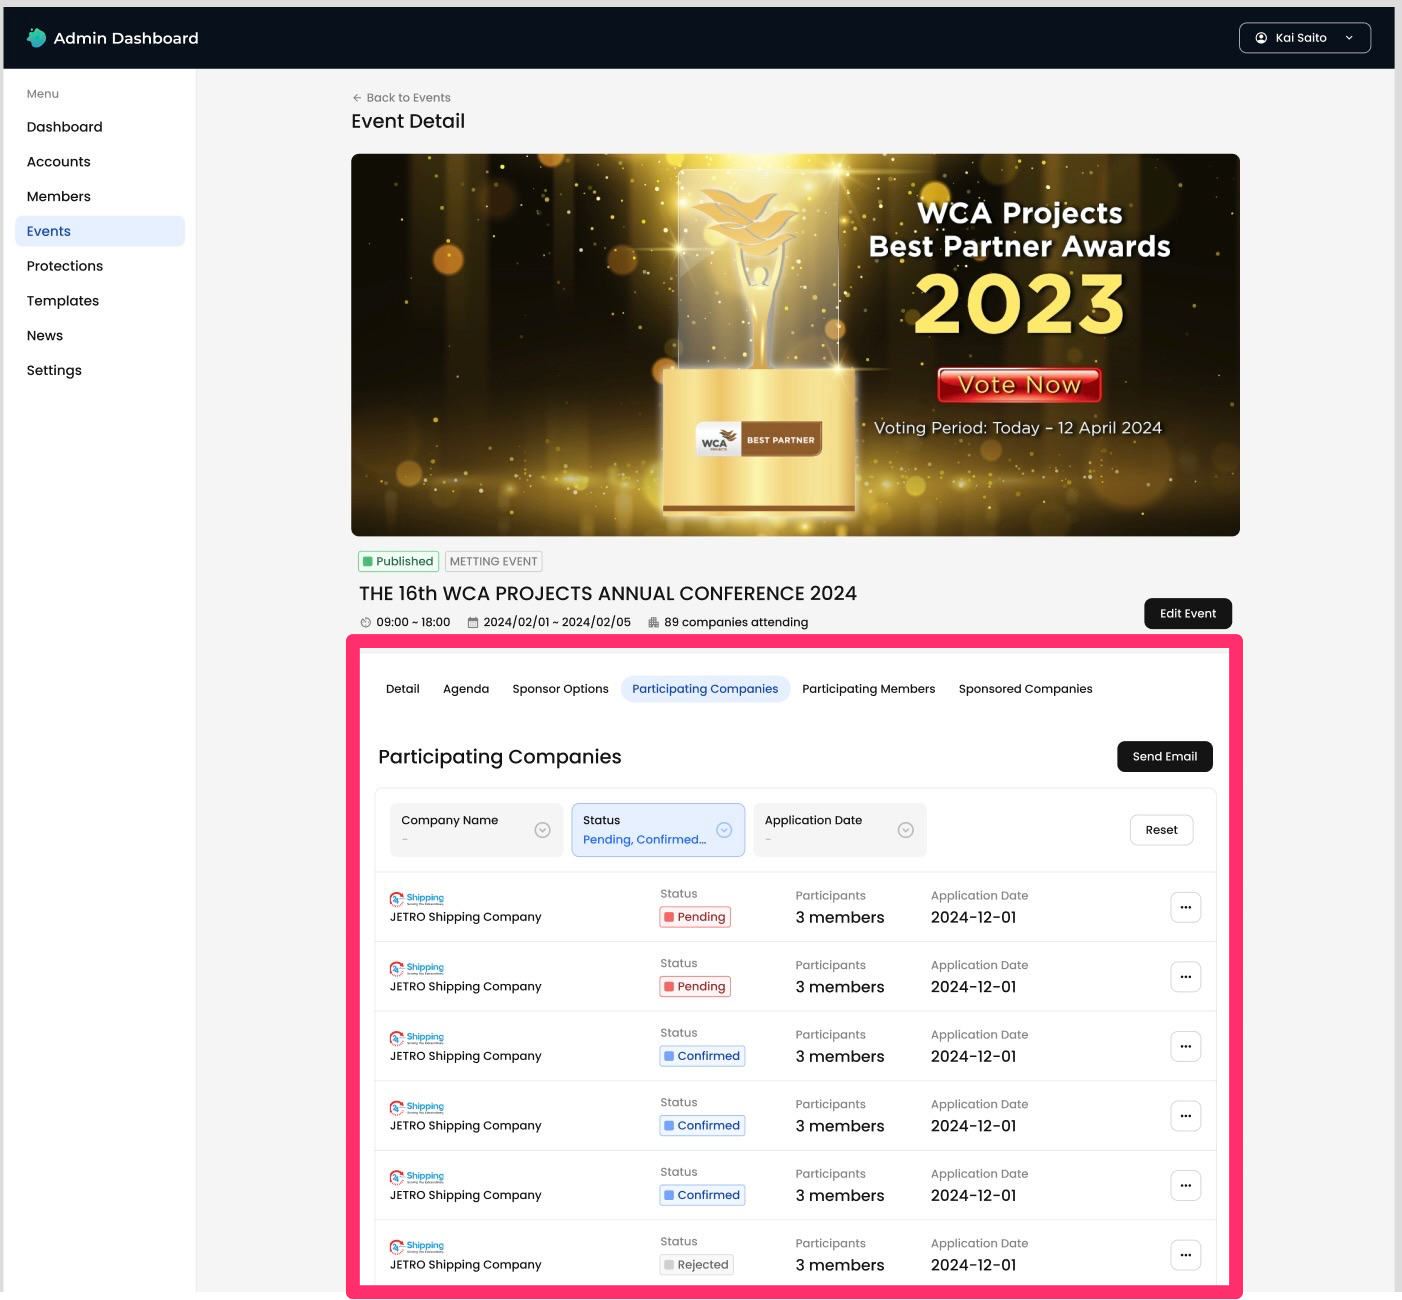 Admin Dashboard
Kai Saito
Menu
Dashboard
Accounts
Members
Events
Protections
Templates
News
Settings
← Back to Events
Event Detail
WCA Projects
Best Partner Awards
2023
Vote Now
Voting Period: Today – 12 April 2024
WCA
PROJECTS
BEST PARTNER
Published
METTING EVENT
THE 16th WCA PROJECTS ANNUAL CONFERENCE 2024
09:00 ~ 18:00 2024/02/01 ~ 2024/02/05 89 companies attending
Edit Event
Detail Agenda Sponsor Options Participating Companies Participating Members Sponsored Companies
Participating Companies
Send Email
Company Name
-
Status
Pending, Confirmed...
Application Date
-
Reset
Shipping
JETRO Shipping Company
Status
Pending
Participants
3 members
Application Date
2024-12-01
Shipping
JETRO Shipping Company
Status
Pending
Participants
3 members
Application Date
2024-12-01
Shipping
JETRO Shipping Company
Status
Confirmed
Participants
3 members
Application Date
2024-12-01
Shipping
JETRO Shipping Company
Status
Confirmed
Participants
3 members
Application Date
2024-12-01
Shipping
JETRO Shipping Company
Status
Confirmed
Participants
3 members
Application Date
2024-12-01
Shipping
JETRO Shipping Company
Status
Rejected
Participants
3 members
Application Date
2024-12-01